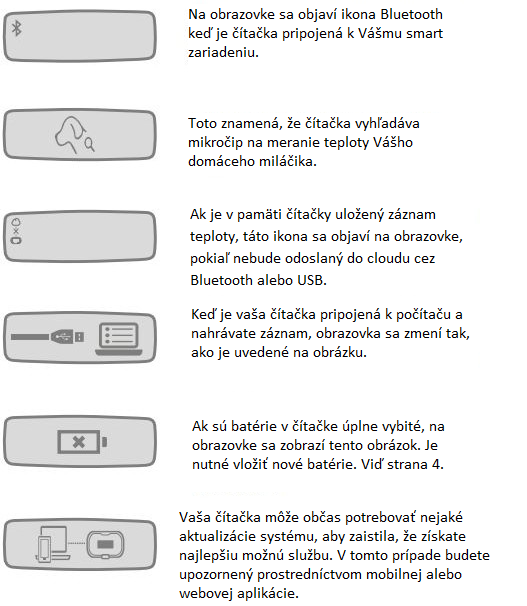 Na obrazovke sa objaví ikona Bluetooth
keď je čítačka pripojená k Vášmu smart
zariadeniu.
Toto znamená, že čítačka vyhľadáva
mikročip na meranie teploty Vášho
domáceho miláčika.
Ak je v pamäti čítačky uložený záznam
teploty, táto ikona sa objaví na obrazovke,
pokiaľ nebude odoslaný do cloudu cez
Bluetooth alebo USB.
Keď je vaša čítačka pripojená k počítaču a
nahrávate záznam, obrazovka sa zmení tak,
ako je uvedené na obrázku.
Ak sú batérie v čítačke úplne vybité, na
obrazovke sa zobrazí tento obrázok. Je
nutné vložiť nové batérie. Viď strana 4.
Vaša čítačka môže občas potrebovať nejaké
aktualizácie systému, aby zaistila, že získate
najlepšiu možnú službu. V tomto prípade budete
upozornený prostredníctvom mobilnej alebo
webovej aplikácie.